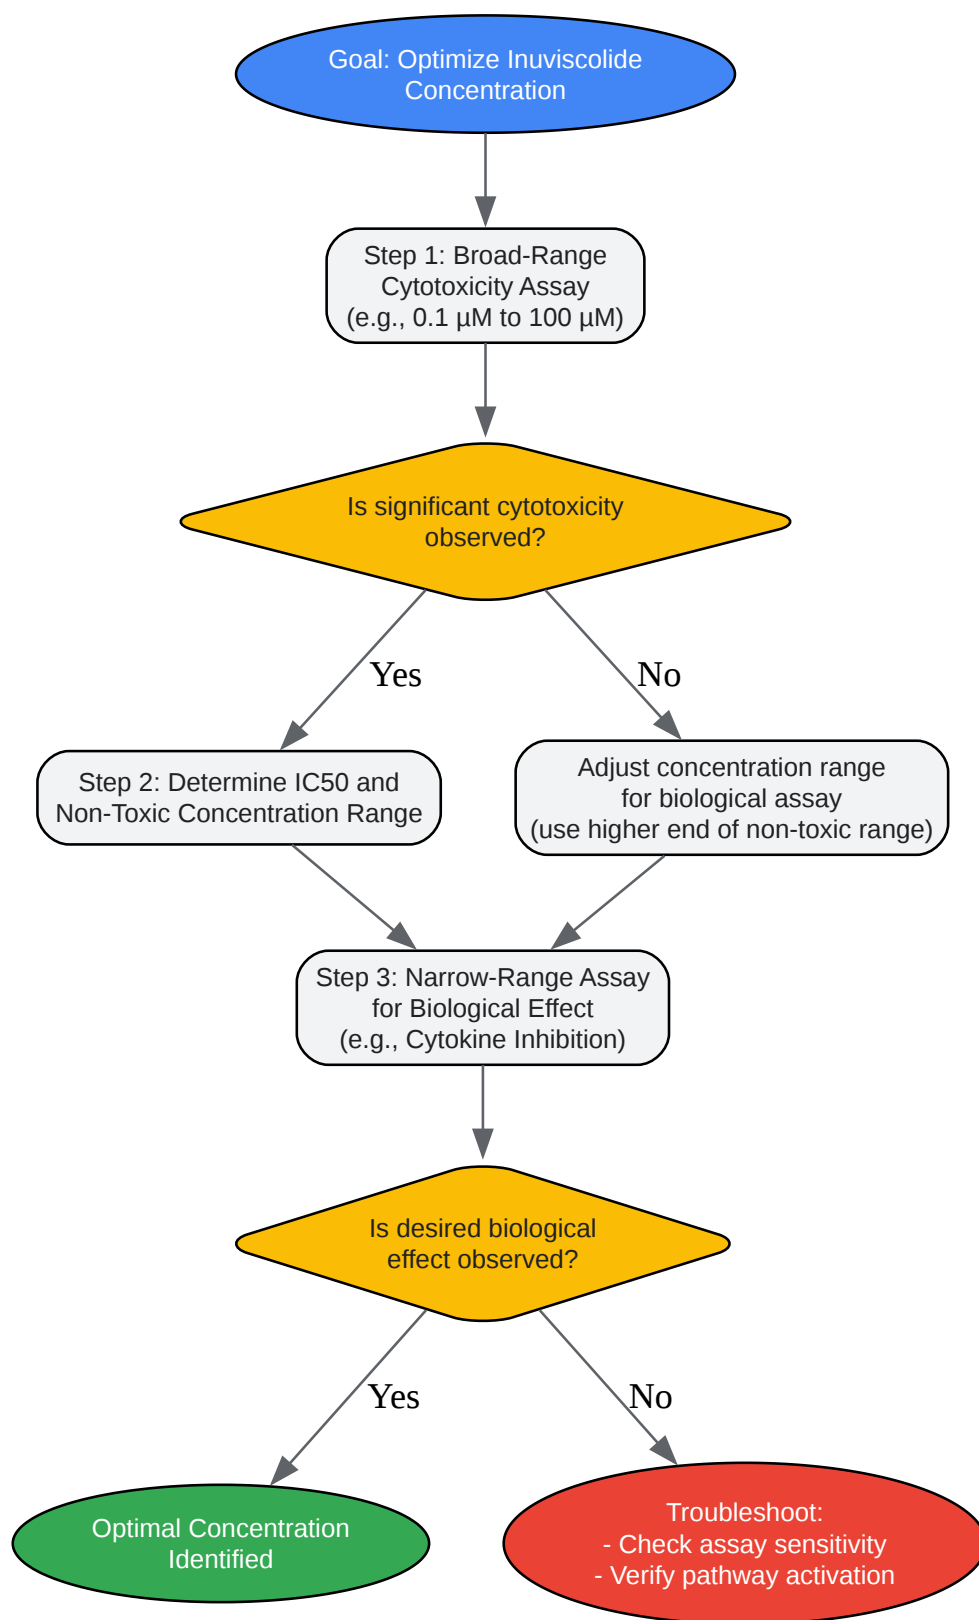 Goal: Optimize Inuviscolide
Concentration
Step 1: Broad-Range
Cytotoxicity Assay
(e.g., 0.1 µM to 100 µM)
Is significant cytotoxicity
observed?
Yes
No
Step 2: Determine IC50 and
Non-Toxic Concentration Range
Adjust concentration range
for biological assay
(use higher end of non-toxic range)
Step 3: Narrow-Range Assay
for Biological Effect
(e.g., Cytokine Inhibition)
Is desired biological
effect observed?
Yes
No
Optimal Concentration
Identified
Troubleshoot:
- Check assay sensitivity
- Verify pathway activation